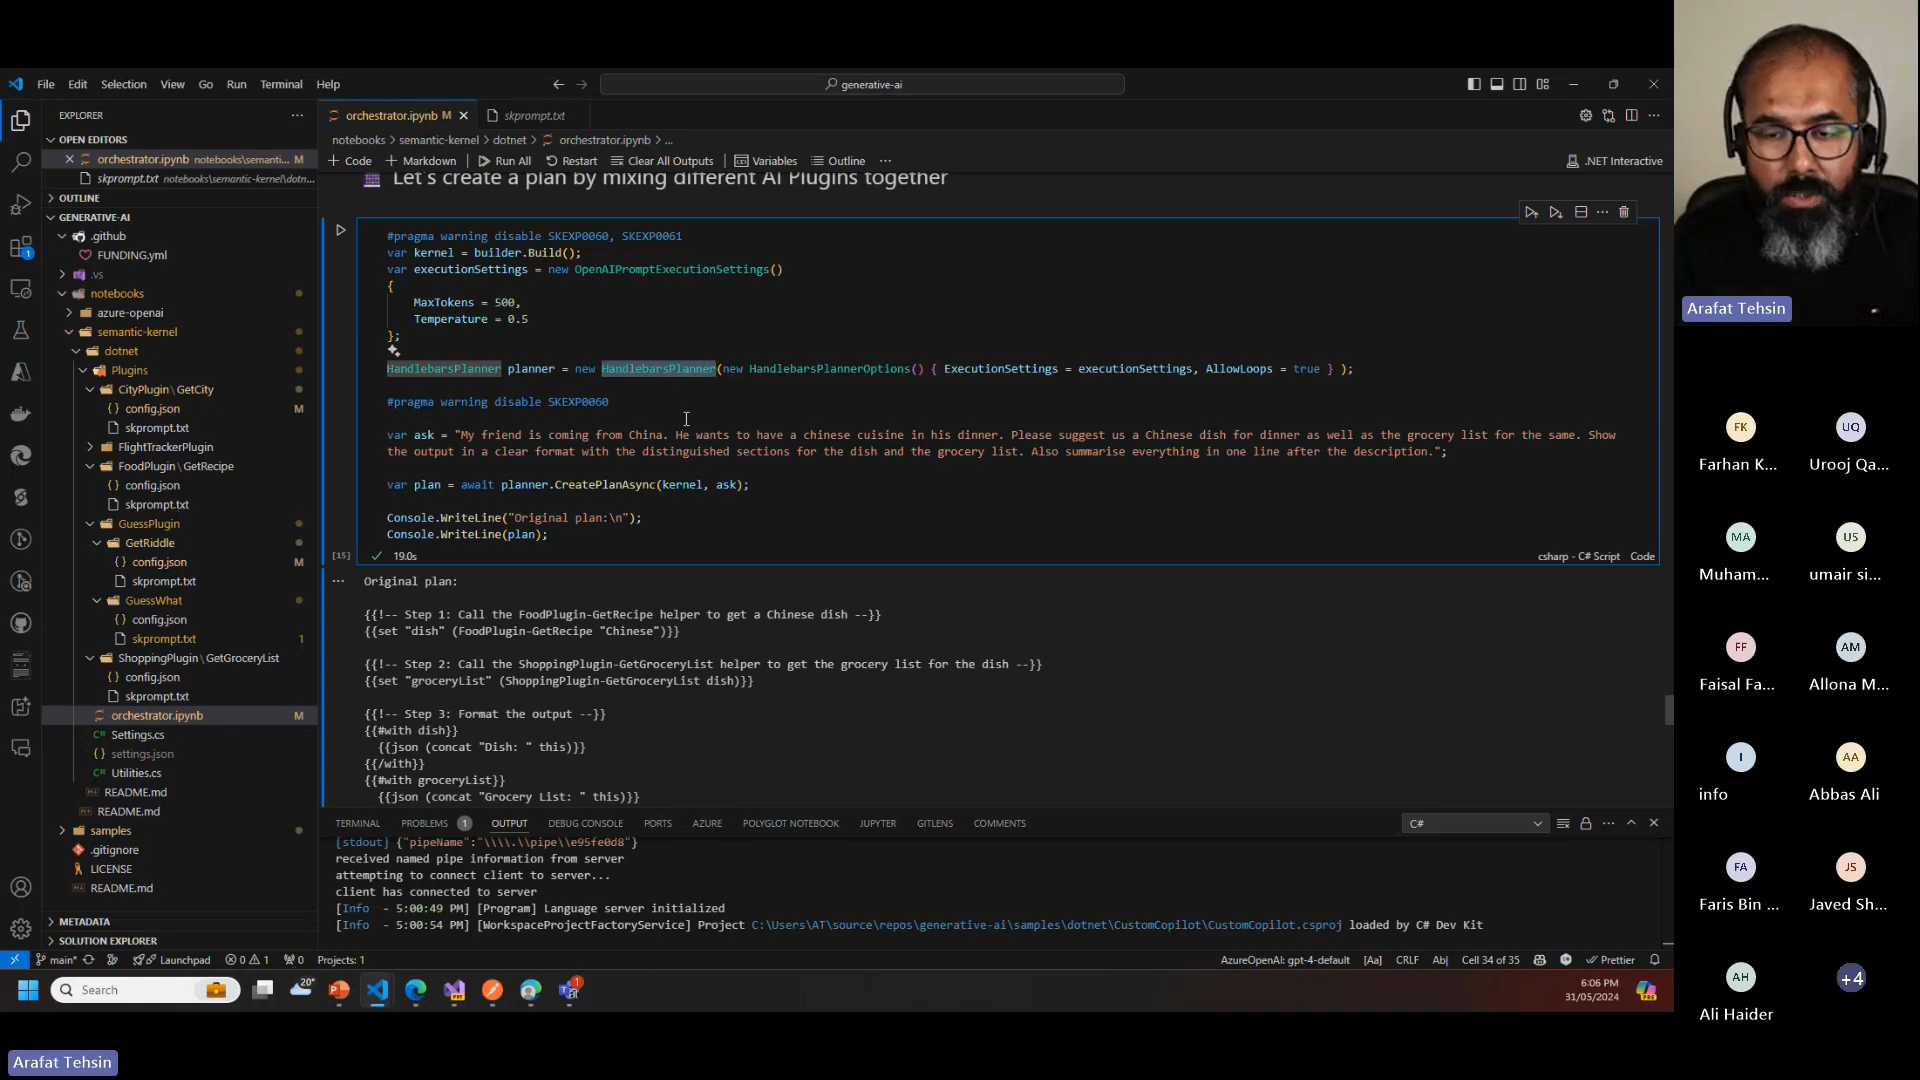 File Edit Selection View Go Run Terminal Help
generative-ai
EXPLORER
OPEN EDITORS
orchestrator.ipynb notebooks\semanti... M
skprompt.txt notebooks\semantic-kernel\dotn...
OUTLINE
GENERATIVE-AI
.github
FUNDING.yml
.vs
notebooks
azure-openai
semantic-kernel
dotnet
Plugins
CityPlugin \ GetCity
config.json M
skprompt.txt
FlightTrackerPlugin
FoodPlugin \ GetRecipe
config.json
skprompt.txt
GuessPlugin
GetRiddle
config.json M
skprompt.txt
GuessWhat
config.json
skprompt.txt 1
ShoppingPlugin \ GetGroceryList
config.json
skprompt.txt
orchestrator.ipynb M
Settings.cs
settings.json
Utilities.cs
README.md
README.md
samples
.gitignore
LICENSE
README.md
METADATA
SOLUTION EXPLORER
orchestrator.ipynb M
skprompt.txt
notebooks > semantic-kernel > dotnet > orchestrator.ipynb > ...
+ Code + Markdown Run All Restart Clear All Outputs Variables Outline ... .NET Interactive
Let's create a plan by mixing different AI Plugins together
#pragma warning disable SKEXP0060, SKEXP0061
var kernel = builder.Build();
var executionSettings = new OpenAIPromptExecutionSettings()
{
MaxTokens = 500,
Temperature = 0.5
};
HandlebarsPlanner planner = new HandlebarsPlanner(new HandlebarsPlannerOptions() { ExecutionSettings = executionSettings, AllowLoops = true } );
#pragma warning disable SKEXP0060
var ask = "My friend is coming from China. He wants to have a chinese cuisine in his dinner. Please suggest us a Chinese dish for dinner as well as the grocery list for the same. Show
the output in a clear format with the distinguished sections for the dish and the grocery list. Also summarise everything in one line after the description.";
var plan = await planner.CreatePlanAsync(kernel, ask);
Console.WriteLine("Original plan:\n");
Console.WriteLine(plan);
[15] 19.0s csharp - C# Script Code
Original plan:
{{!-- Step 1: Call the FoodPlugin-GetRecipe helper to get a Chinese dish --}}
{{set "dish" (FoodPlugin-GetRecipe "Chinese")}}
{{!-- Step 2: Call the ShoppingPlugin-GetGroceryList helper to get the grocery list for the dish --}}
{{set "groceryList" (ShoppingPlugin-GetGroceryList dish)}}
{{!-- Step 3: Format the output --}}
{{#with dish}}
{{json (concat "Dish: " this)}}
{{/with}}
{{#with groceryList}}
{{json (concat "Grocery List: " this)}}
TERMINAL PROBLEMS 1 OUTPUT DEBUG CONSOLE PORTS AZURE POLYGLOT NOTEBOOK JUPYTER GITLENS COMMENTS C#
[stdout] {"pipeName":"\\\\.\\pipe\\e95fe0d8"}
received named pipe information from server
attempting to connect client to server...
client has connected to server
[Info - 5:00:49 PM] [Program] Language server initialized
[Info - 5:00:54 PM] [WorkspaceProjectFactoryService] Project C:\Users\AT\source\repos\generative-ai\samples\dotnet\CustomCopilot\CustomCopilot.csproj loaded by C# Dev Kit
main* Launchpad 0 1 0 Projects: 1 AzureOpenAI: gpt-4-default [Aa] CRLF Ab| Cell 34 of 35 Prettier
Search
20°
6:06 PM
31/05/2024
Arafat Tehsin
Arafat Tehsin
FK UQ
Farhan K... Urooj Qa...
MA US
Muham... umair si...
FF AM
Faisal Fa... Allona M...
I AA
info Abbas Ali
FA JS
Faris Bin ... Javed Sh...
AH +4
Ali Haider